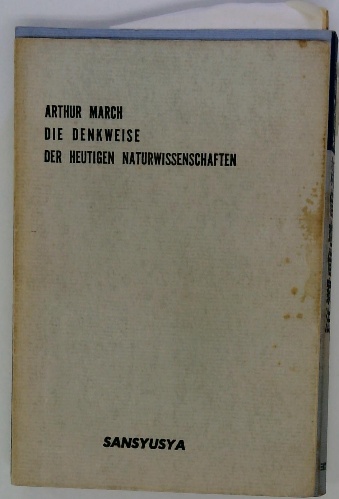 ARTHUR MARCH
DIE DENKWEISE
DER HEUTIGEN NATURWISSENSCHAFTEN
SANSYUSYA